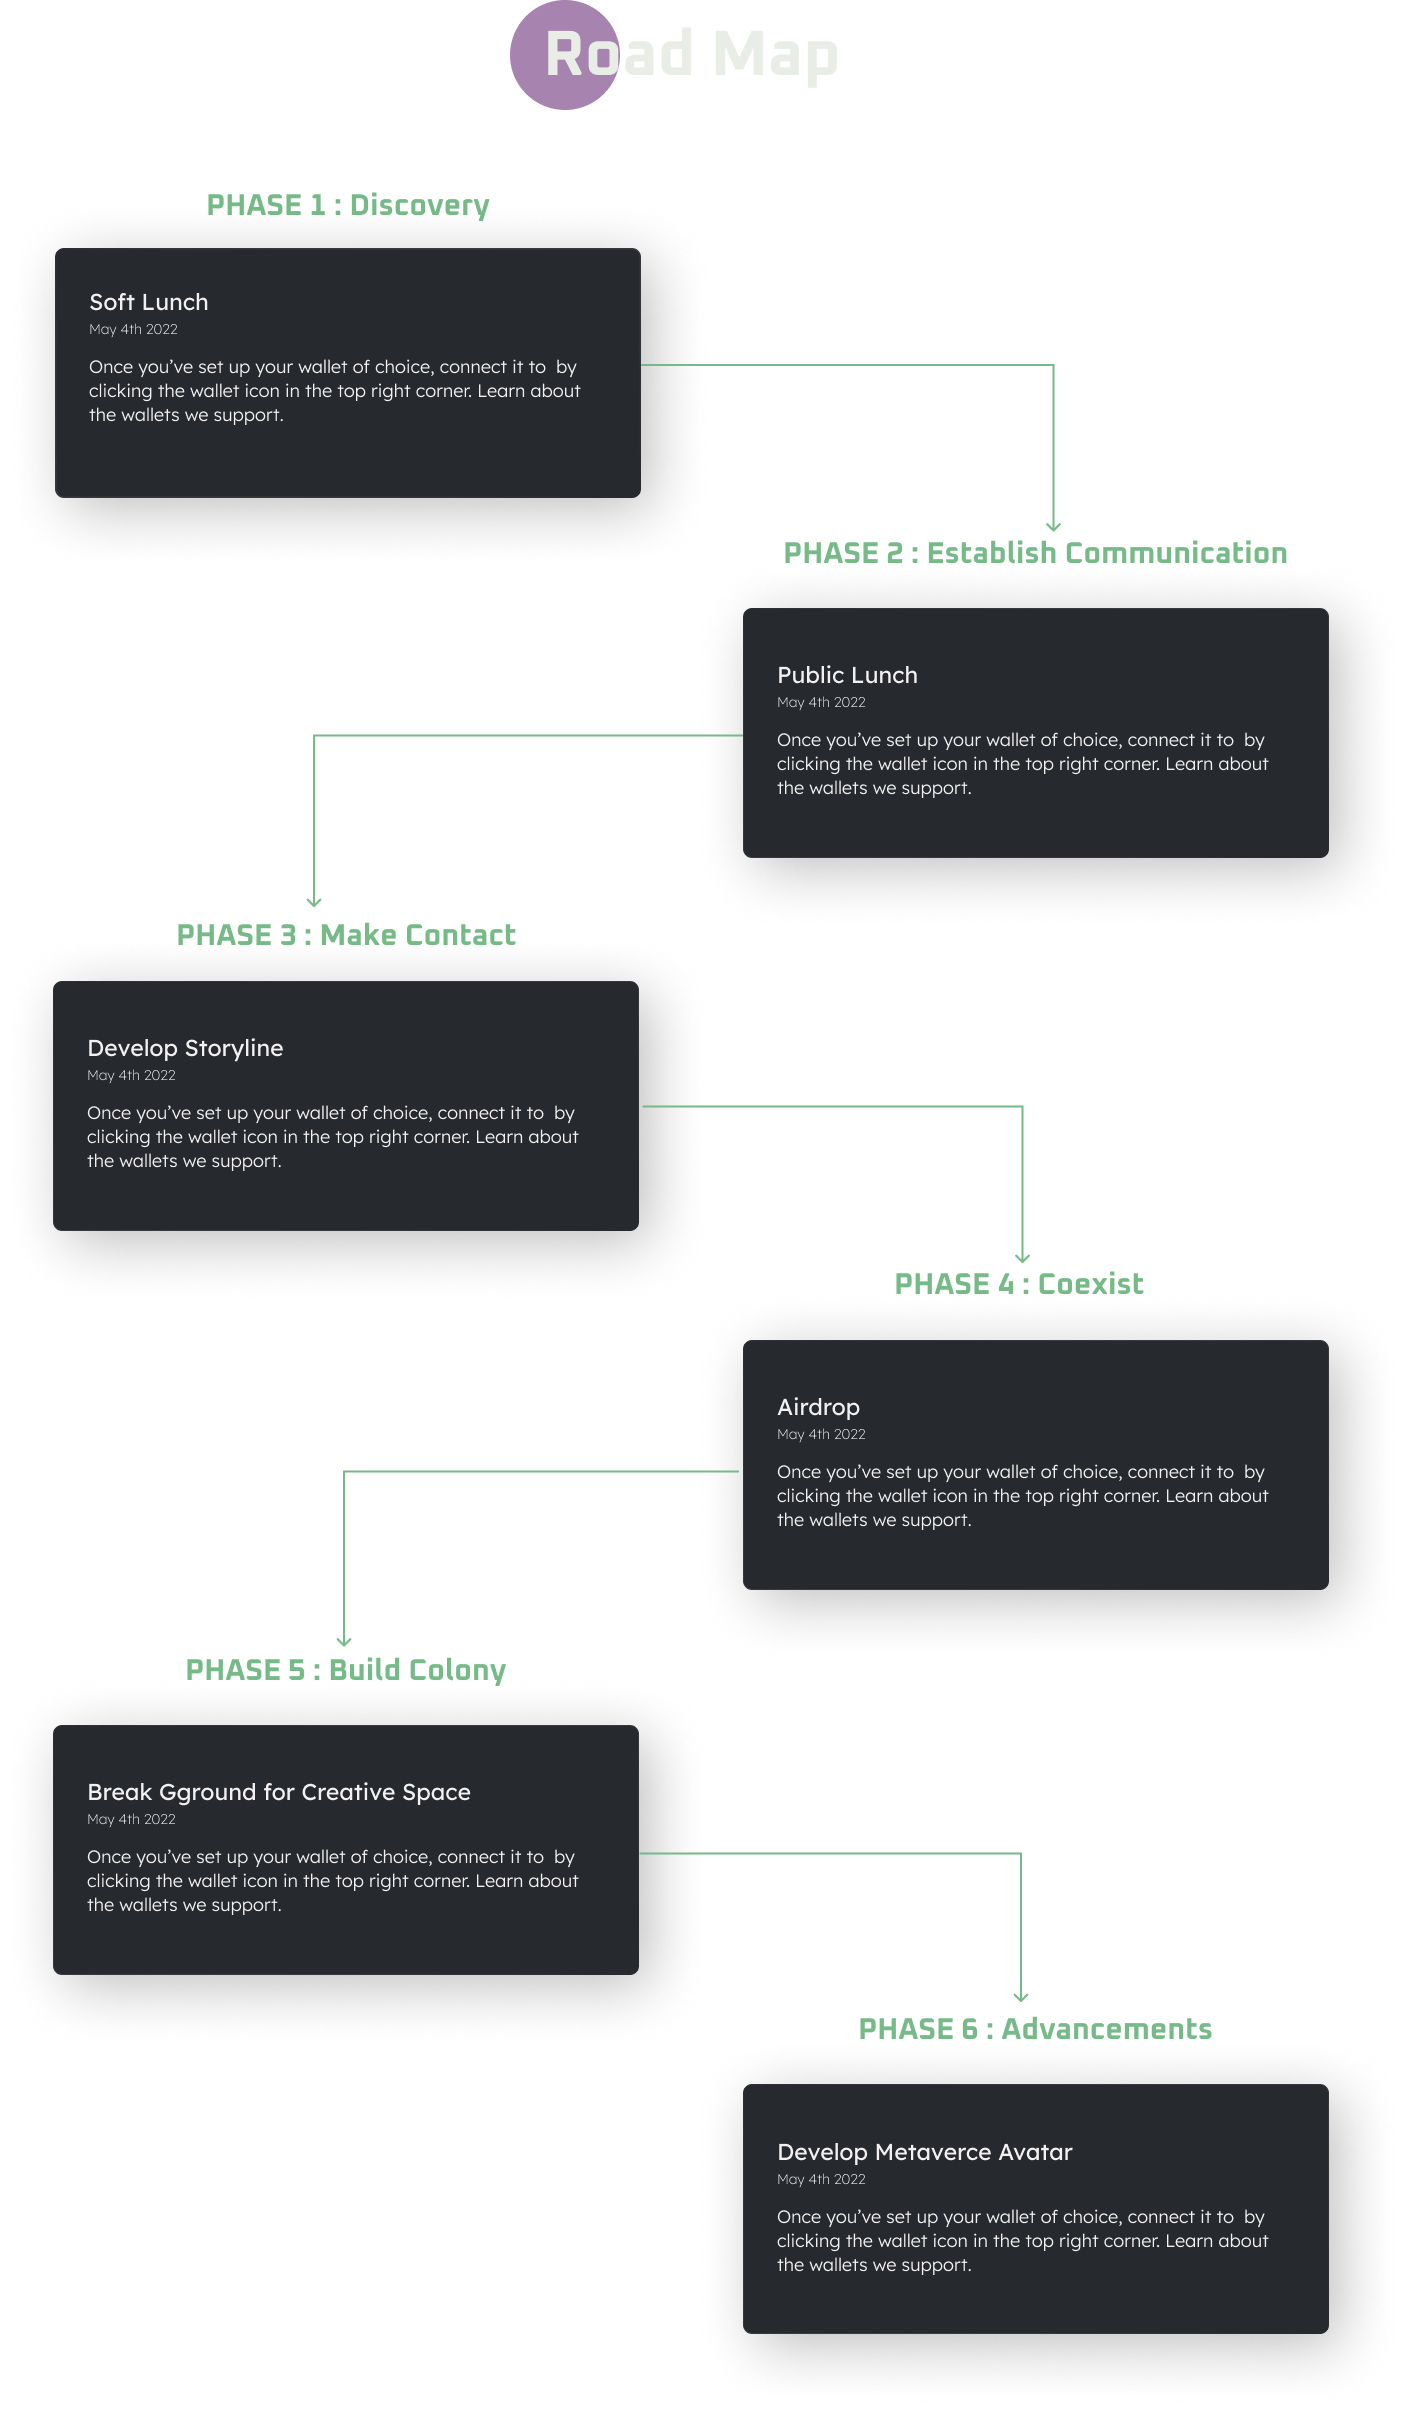 Road Map
PHASE 1 : Discovery
Soft Lunch
May 4th 2022
Once you’ve set up your wallet of choice, connect it to  by
clicking the wallet icon in the top right corner. Learn about
the wallets we support.
PHASE 2 : Establish Communication
Public Lunch
May 4th 2022
Once you’ve set up your wallet of choice, connect it to  by
clicking the wallet icon in the top right corner. Learn about
the wallets we support.
PHASE 3 : Make Contact
Develop Storyline
May 4th 2022
Once you’ve set up your wallet of choice, connect it to  by
clicking the wallet icon in the top right corner. Learn about
the wallets we support.
PHASE 4 : Coexist
Airdrop
May 4th 2022
Once you’ve set up your wallet of choice, connect it to  by
clicking the wallet icon in the top right corner. Learn about
the wallets we support.
PHASE 5 : Build Colony
Break Gground for Creative Space
May 4th 2022
Once you’ve set up your wallet of choice, connect it to  by
clicking the wallet icon in the top right corner. Learn about
the wallets we support.
PHASE 6 : Advancements
Develop Metaverce Avatar
May 4th 2022
Once you’ve set up your wallet of choice, connect it to  by
clicking the wallet icon in the top right corner. Learn about
the wallets we support.